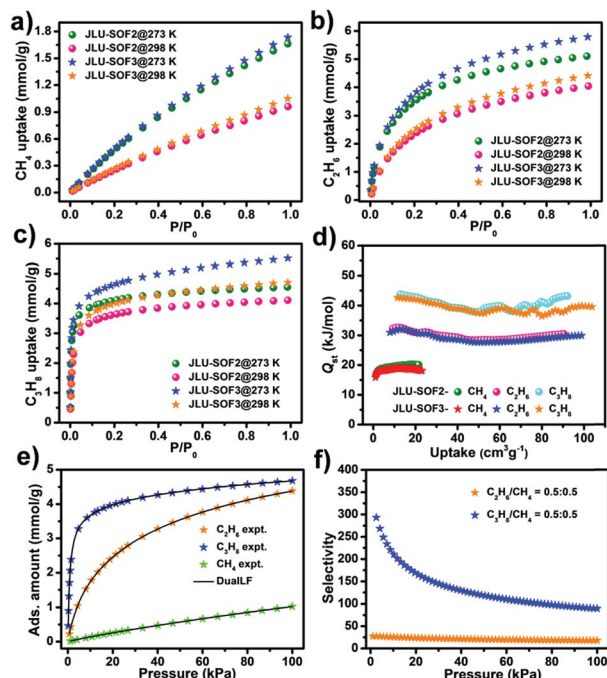 a)
CH₄ uptake (mmol/g)
1.8
1.5
1.2
0.9
0.6
0.3
0.0
JLU-SOF2@273 K
JLU-SOF2@298 K
JLU-SOF3@273 K
JLU-SOF3@298 K
0.0 0.2 0.4 0.6 0.8 1.0
P/P₀
b)
C₂H₆ uptake (mmol/g)
6
5
4
3
2
1
0
JLU-SOF2@273 K
JLU-SOF2@298 K
JLU-SOF3@273 K
JLU-SOF3@298 K
0.0 0.2 0.4 0.6 0.8 1.0
P/P₀
c)
C₃H₈ uptake (mmol/g)
8
7
6
5
4
3
2
1
0
JLU-SOF2@273 K
JLU-SOF2@298 K
JLU-SOF3@273 K
JLU-SOF3@298 K
0.0 0.2 0.4 0.6 0.8 1.0
P/P₀
d)
Qst (kJ/mol)
60
50
40
30
20
10
0
JLU-SOF2- CH₄ C₂H₆ C₃H₈
JLU-SOF3- CH₄ C₂H₆ C₃H₈
0 20 40 60 80 100
Uptake (cm³g⁻¹)
e)
Ads. amount (mmol/g)
5
4
3
2
1
0
C₂H₆ expt.
C₃H₈ expt.
CH₄ expt.
DualLF
0 20 40 60 80 100
Pressure (kPa)
f)
Selectivity
400
350
300
250
200
150
100
50
0
C₂H₆/CH₄ = 0.5:0.5
C₃H₈/CH₄ = 0.5:0.5
0 20 40 60 80 100
Pressure (kPa)